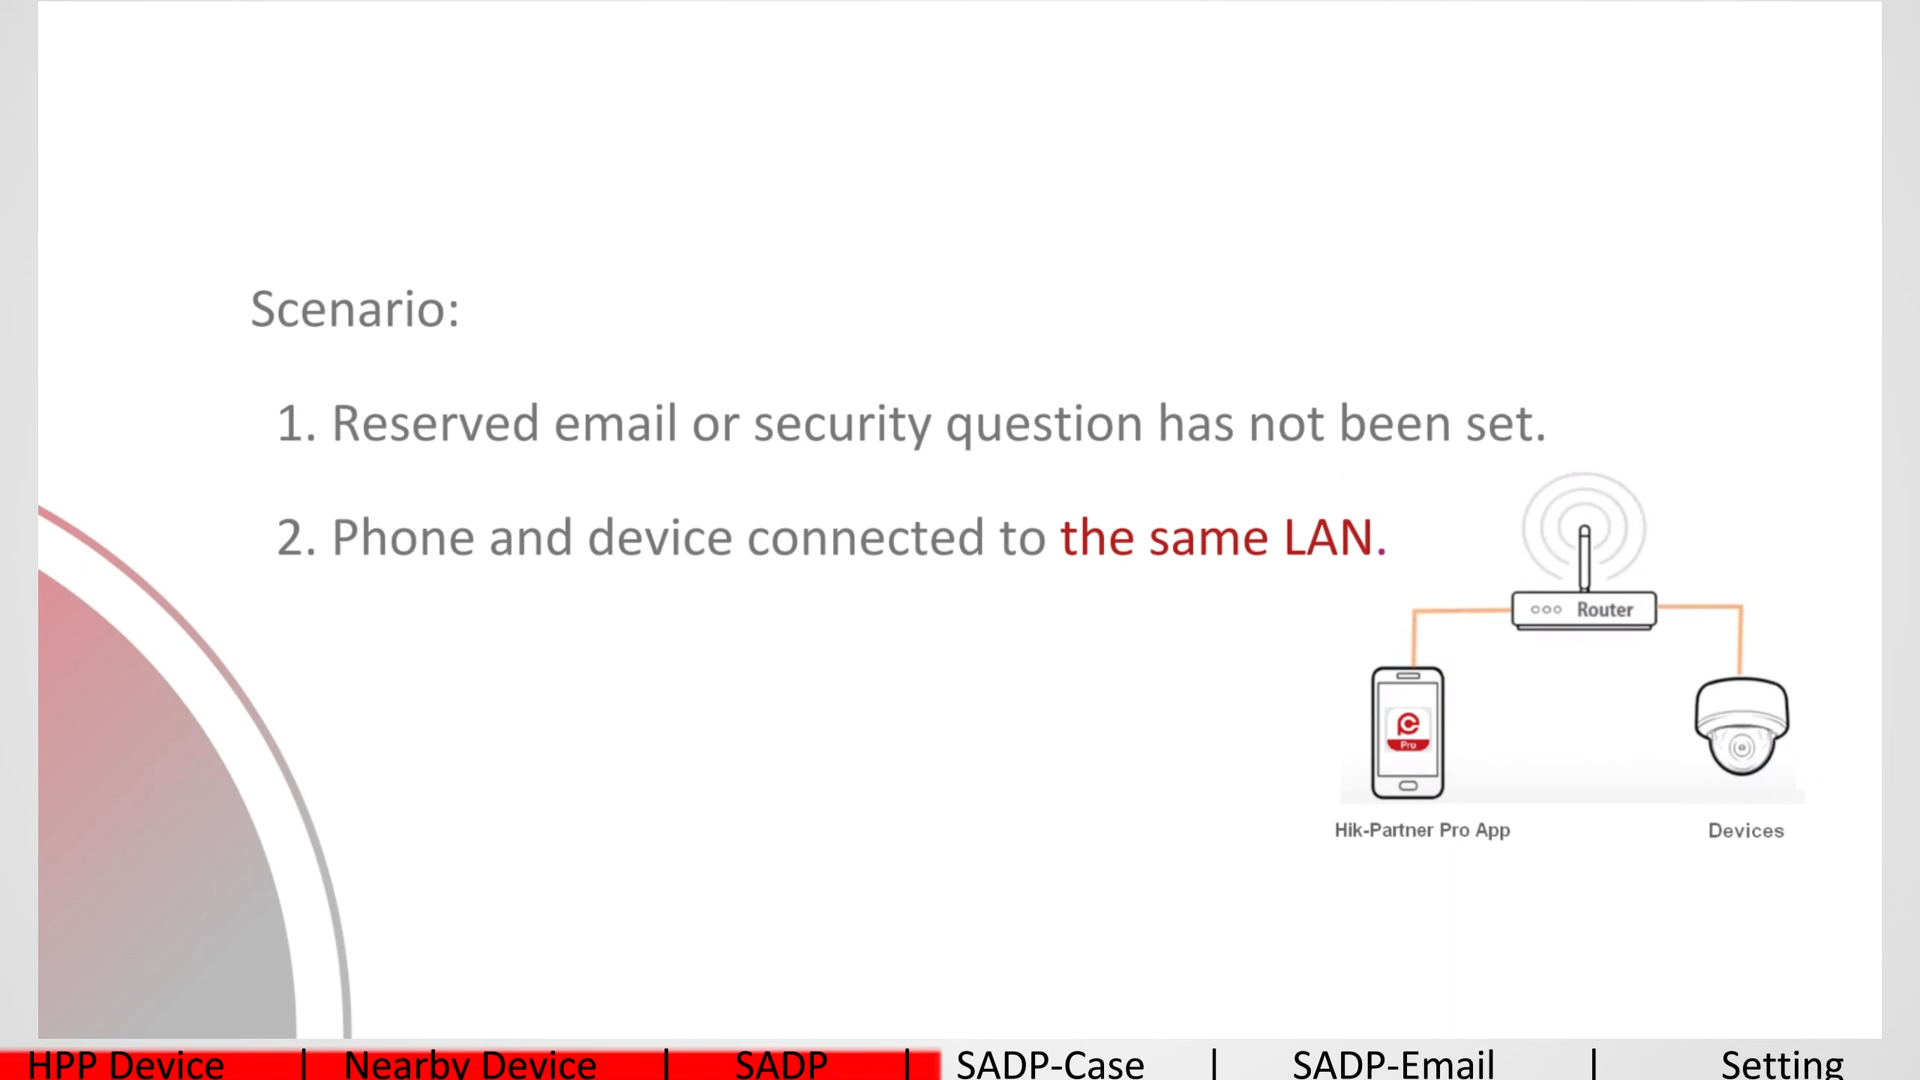 Scenario:
1. Reserved email or security question has not been set.
2. Phone and device connected to the same LAN.
Router
Pro
Hik-Partner Pro App
Devices
HPP Device | Nearby Device | SADP | SADP-Case | SADP-Email | Setting